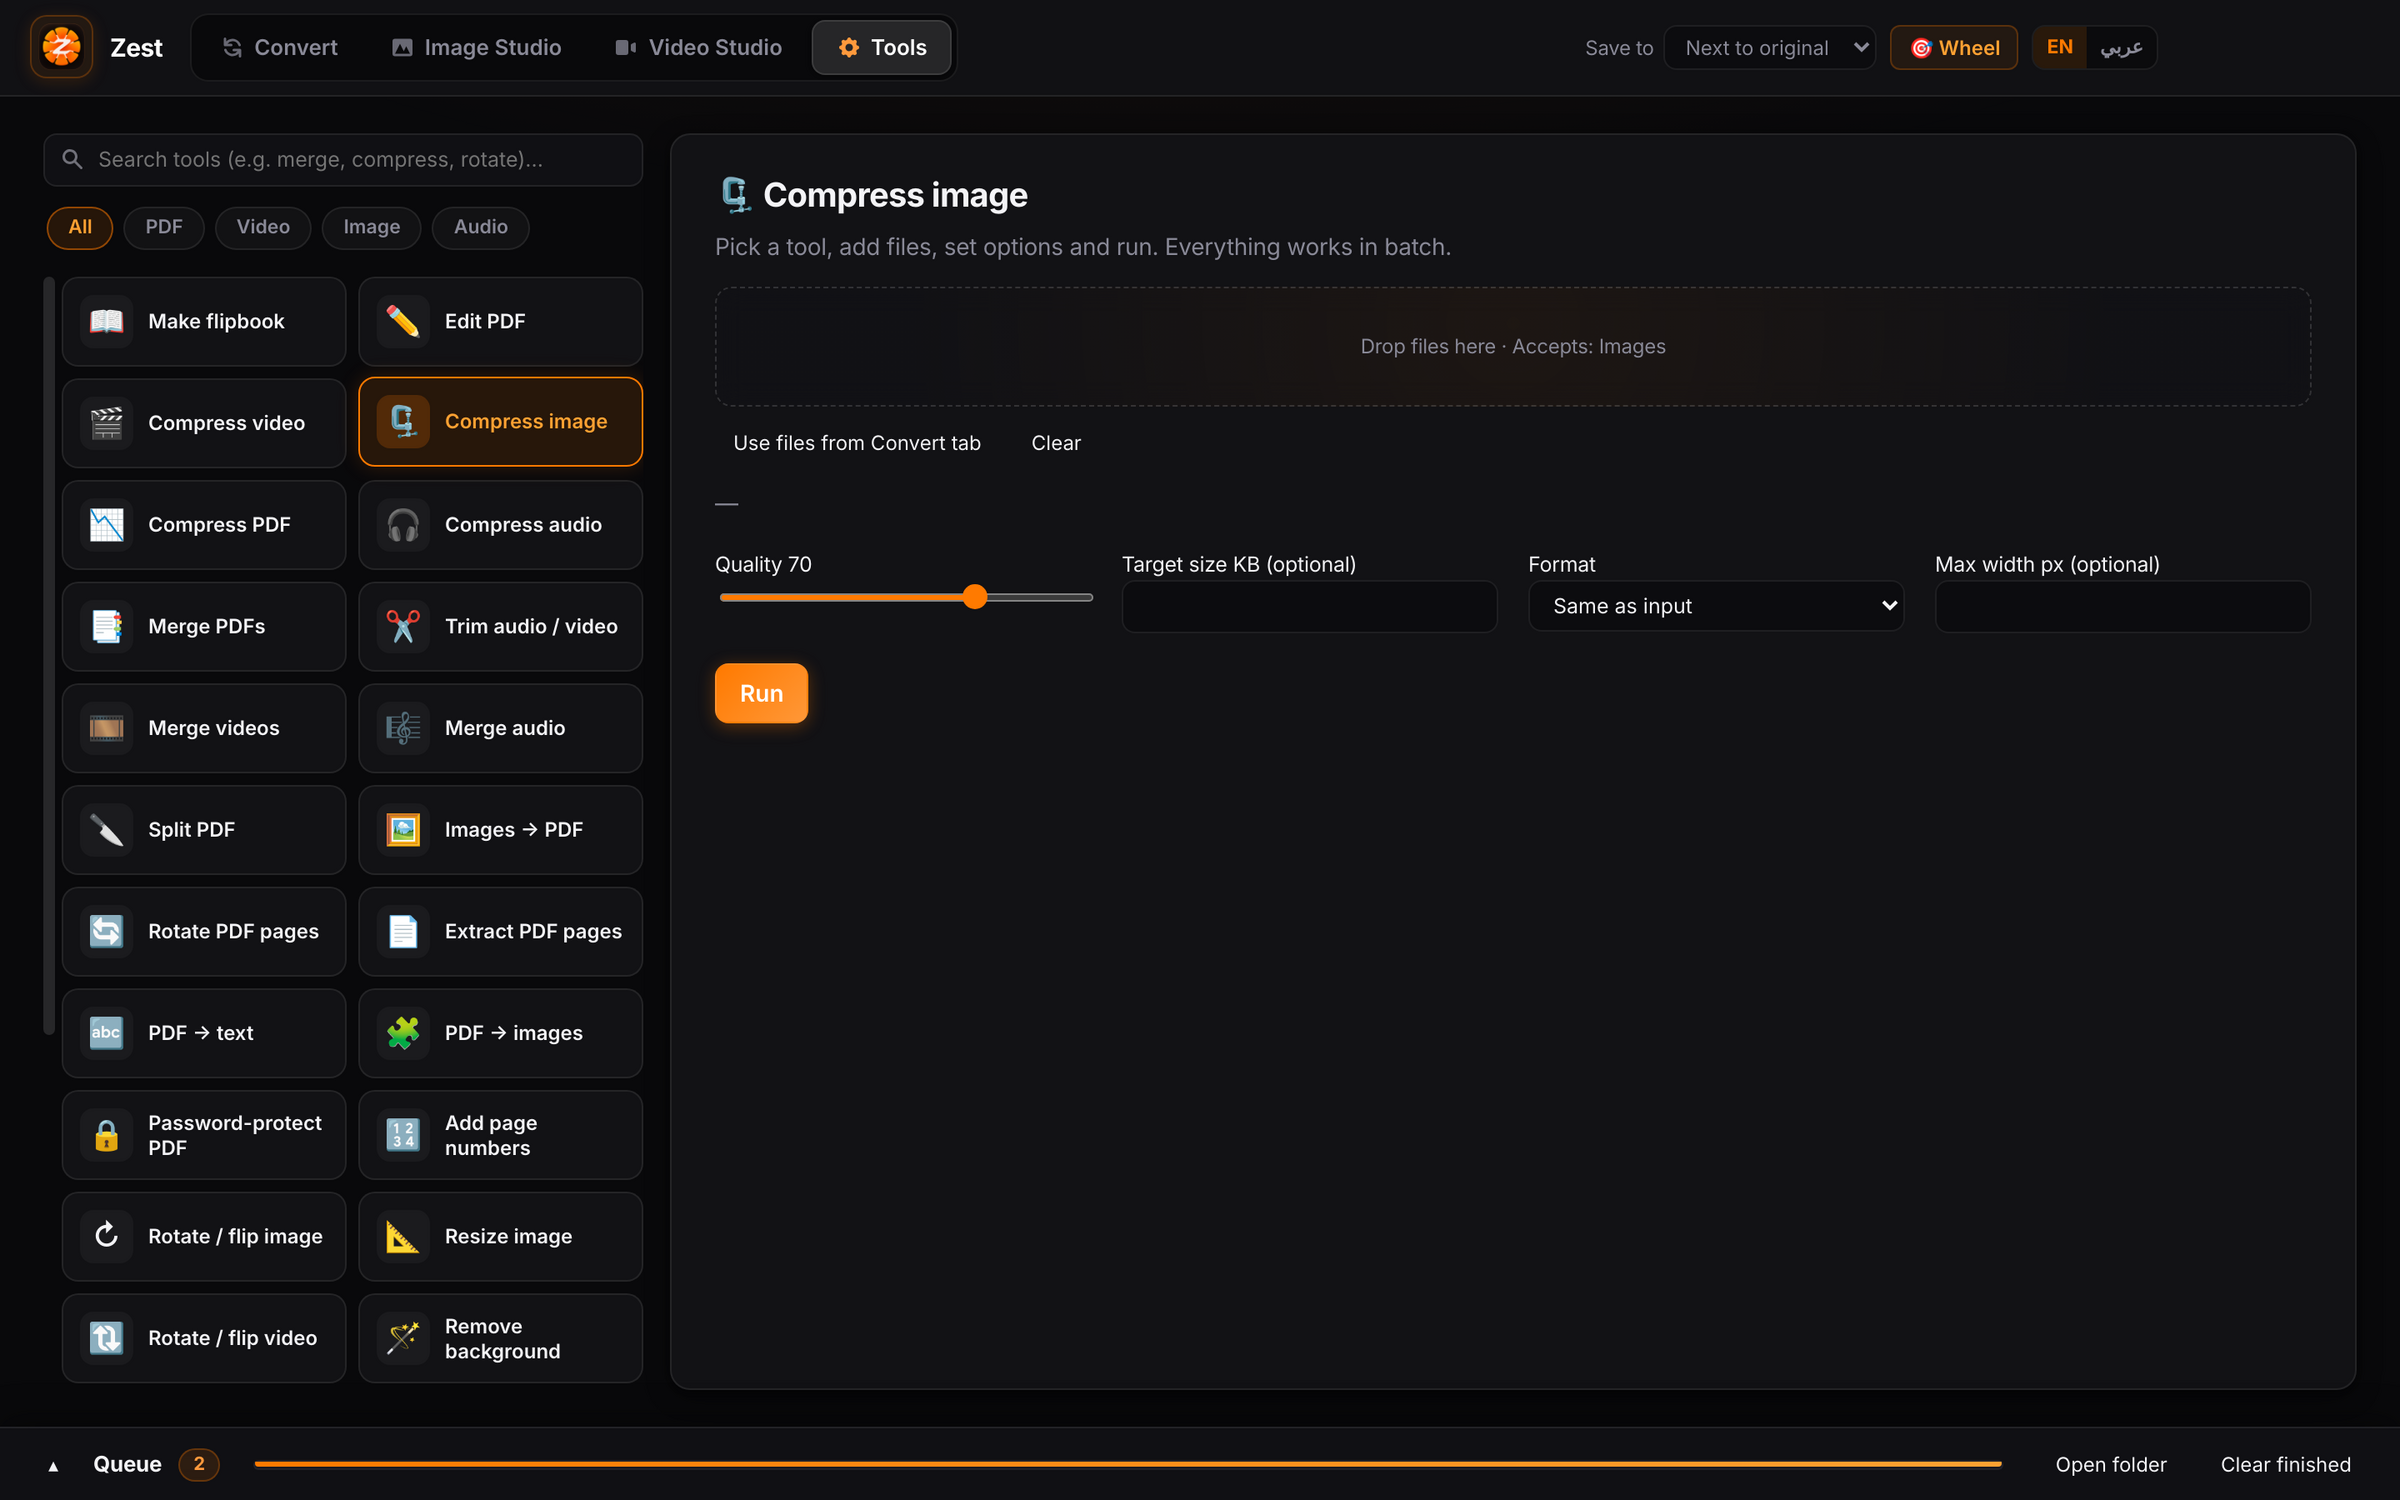 Zest
Convert
Image Studio
Video Studio
Tools
Save to
Next to original
Wheel
EN
عربي
Search tools (e.g. merge, compress, rotate)...
All
PDF
Video
Image
Audio
Make flipbook
Edit PDF
Compress video
Compress image
Compress PDF
Compress audio
Merge PDFs
Trim audio / video
Merge videos
Merge audio
Split PDF
Images → PDF
Rotate PDF pages
Extract PDF pages
abc
PDF → text
PDF → images
Password-protect
PDF
1 2
3 4
Add page
numbers
Rotate / flip image
Resize image
Rotate / flip video
Remove
background
Compress image
Pick a tool, add files, set options and run. Everything works in batch.
Drop files here · Accepts: Images
Use files from Convert tab
Clear
—
Quality 70
Target size KB (optional)
Format
Same as input
Max width px (optional)
Run
Queue
2
Open folder
Clear finished